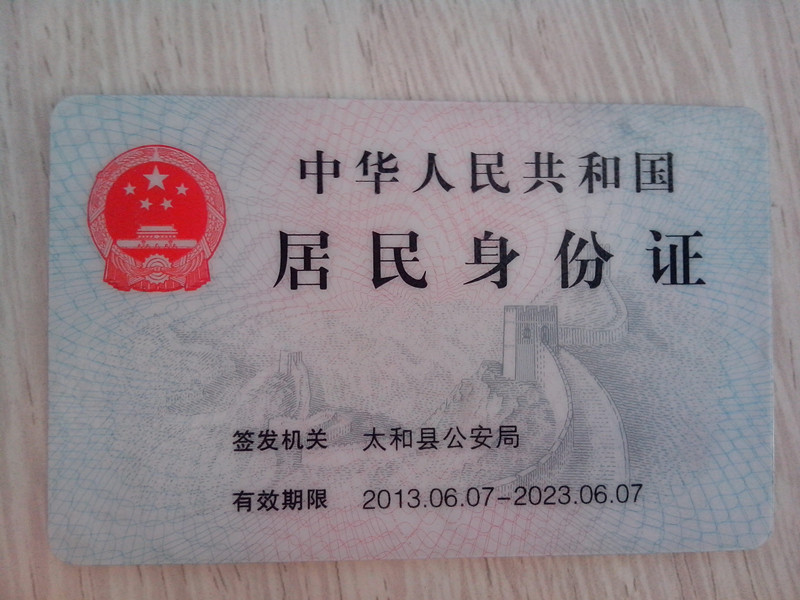 中华人民共和国
居民身份证
签发机关 太和县公安局
有效期限 2013.06.07-2023.06.07